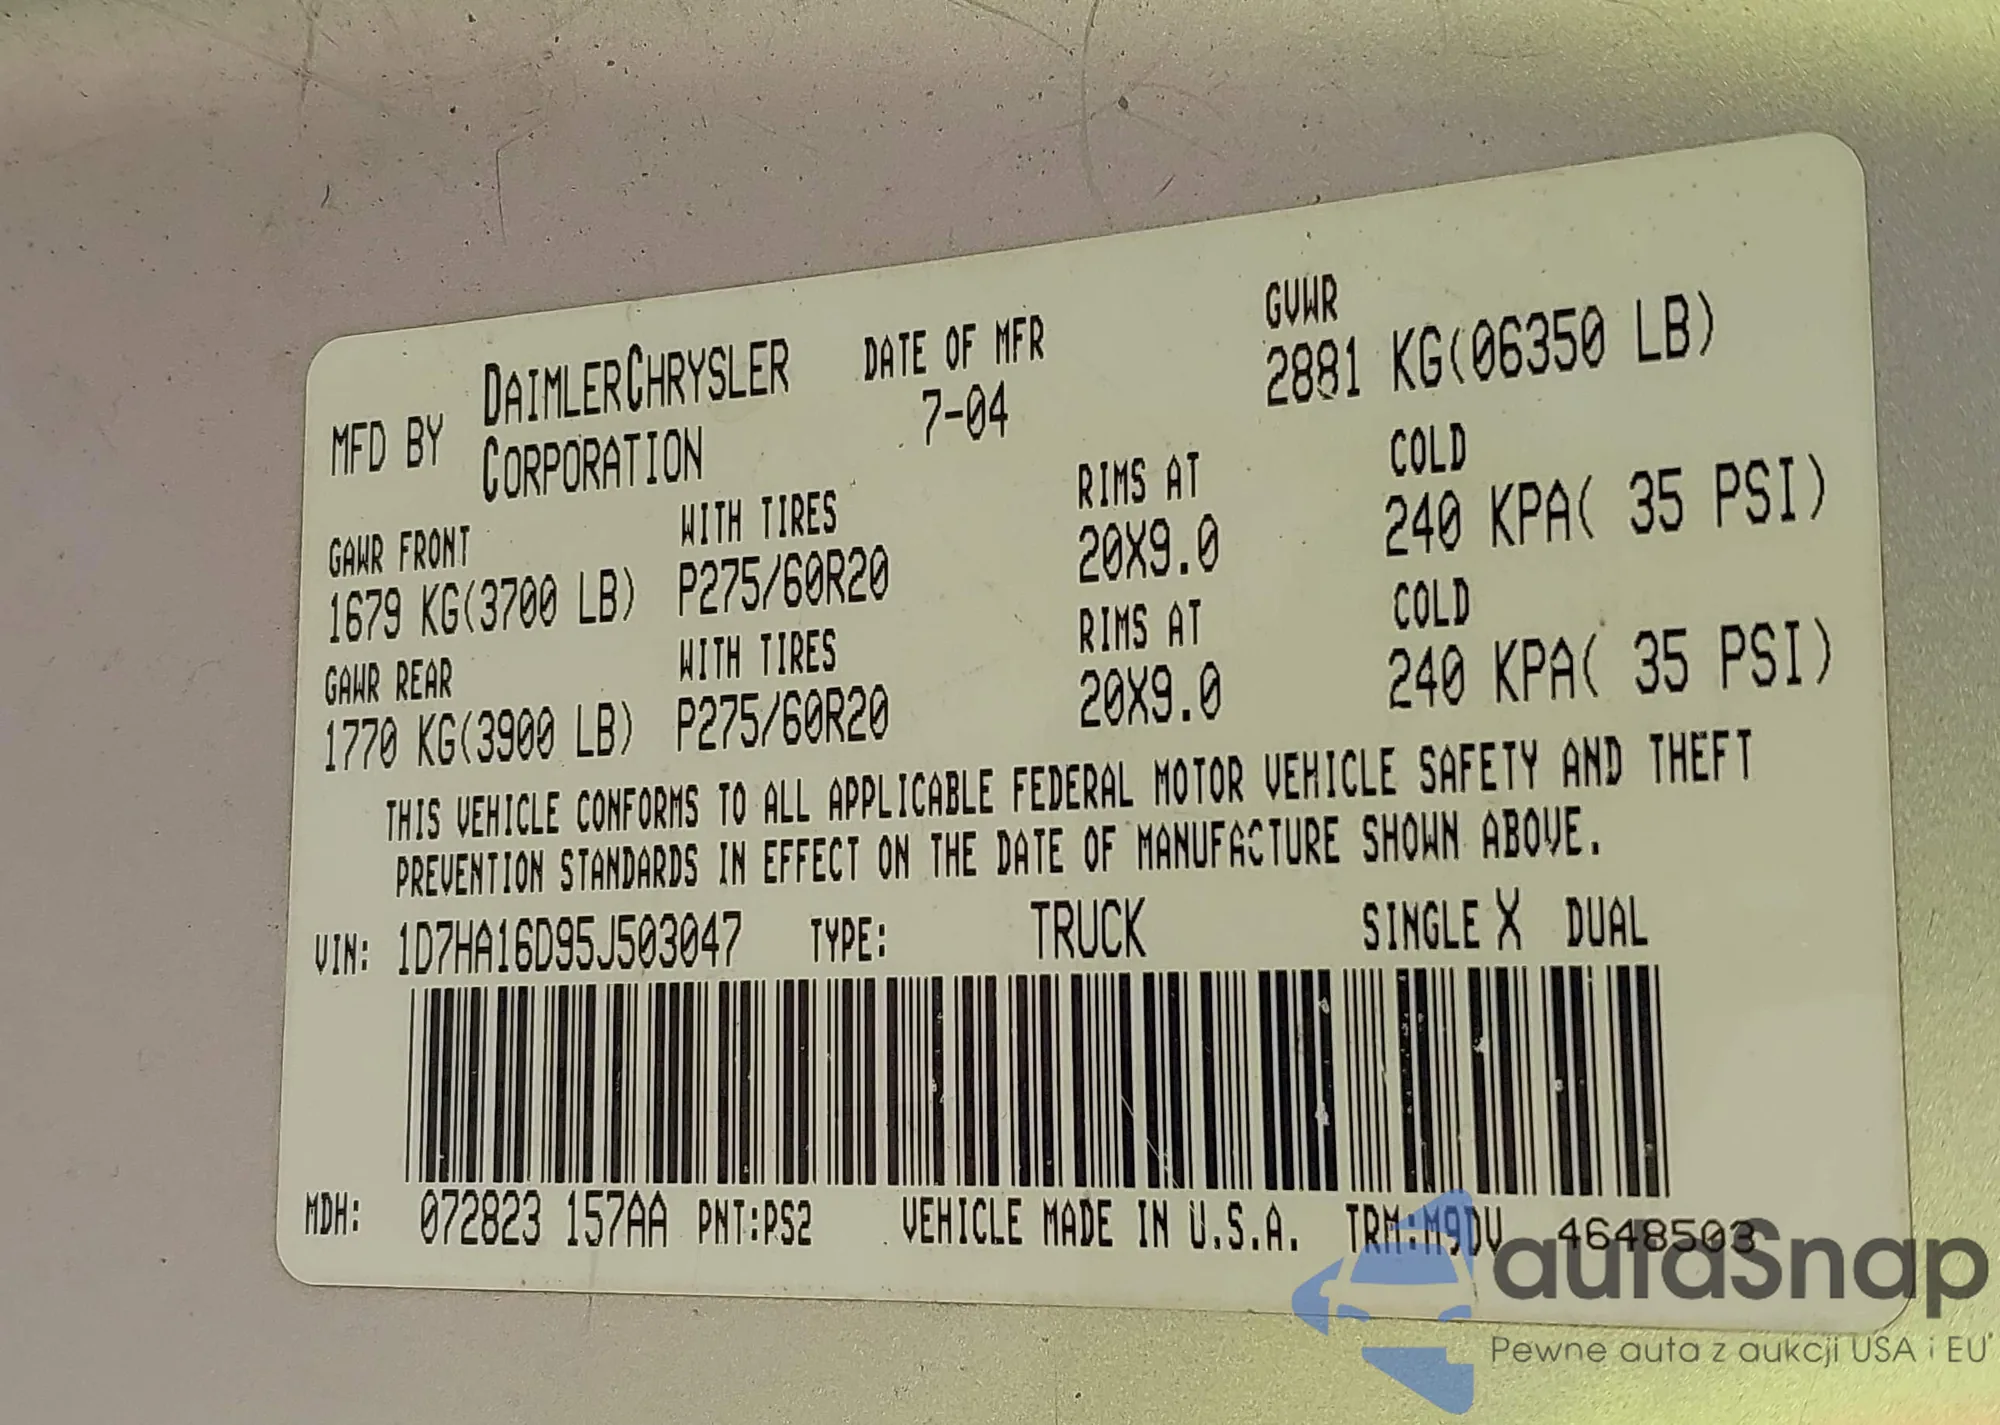 MFD BY DAIMLERCHRYSLER CORPORATION DATE OF MFR 7-04 GVWR 2881 KG(06350 LB)
GAWR FRONT WITH TIRES RIMS AT COLD
1679 KG(3700 LB) P275/60R20 20X9.0 240 KPA( 35 PSI)
GAWR REAR WITH TIRES RIMS AT COLD
1770 KG(3900 LB) P275/60R20 20X9.0 240 KPA( 35 PSI)
THIS VEHICLE CONFORMS TO ALL APPLICABLE FEDERAL MOTOR VEHICLE SAFETY AND THEFT
PREVENTION STANDARDS IN EFFECT ON THE DATE OF MANUFACTURE SHOWN ABOVE.
VIN: 1D7HA16D95J503047 TYPE: TRUCK SINGLE X DUAL
MDH: 072823 157AA PNT:PS2 VEHICLE MADE IN U.S.A. TRM:M9DV 4648503
autaSnap
Pewne auta z aukcji USA i EU